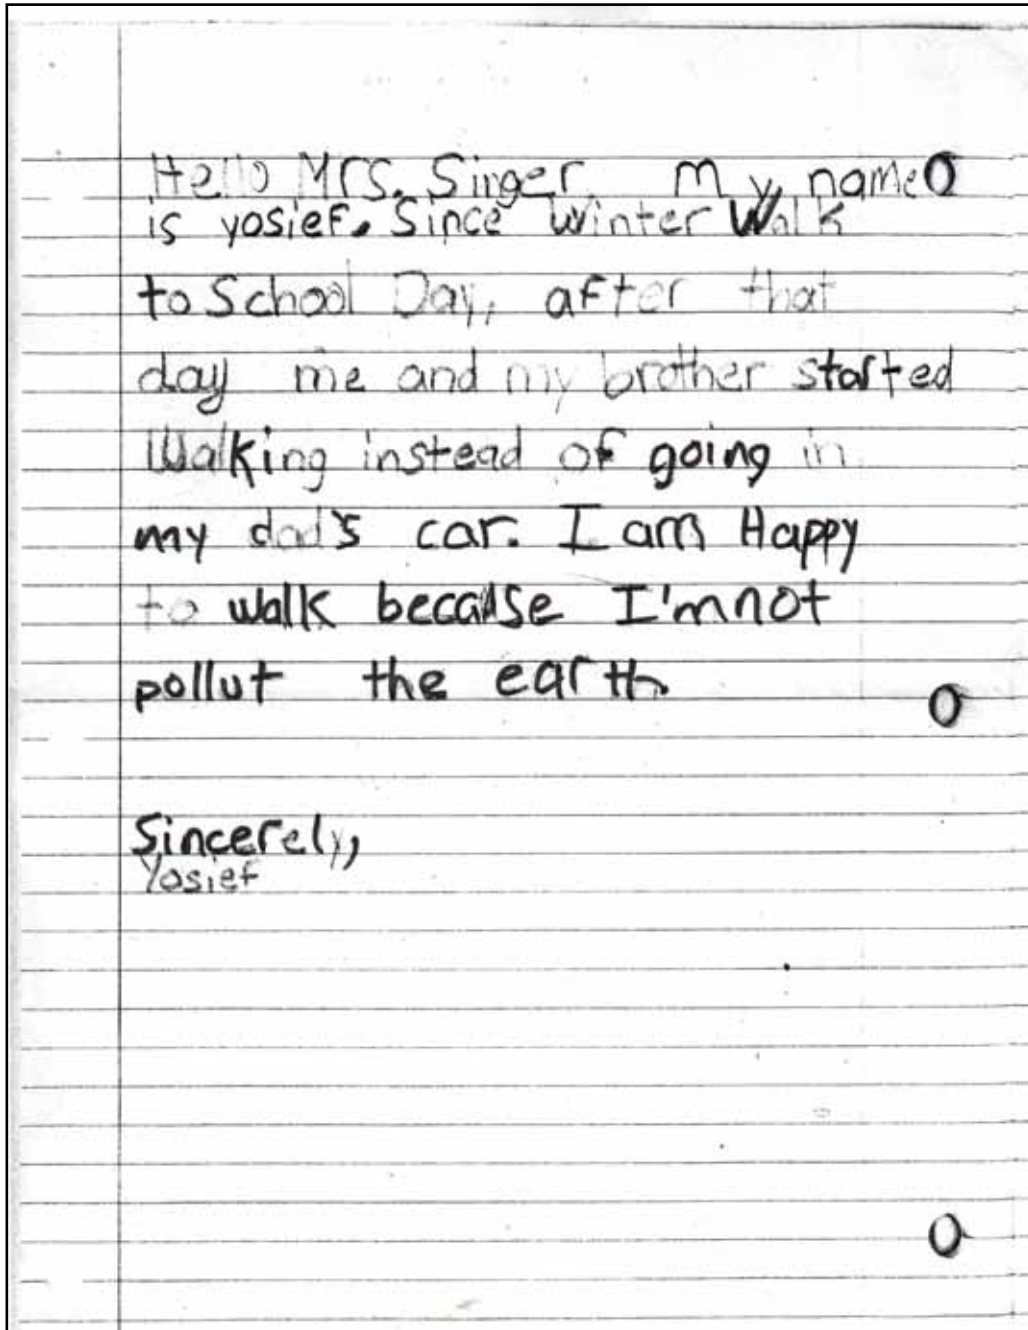 Hello Mrs. Singer, my name
is yosief. Since Winter Walk
to School Day, after that
day me and my brother started
Walking instead of going in
my dad's car. I am Happy
to walk because I'm not
pollut the earth.
Sincerely,
Yosief